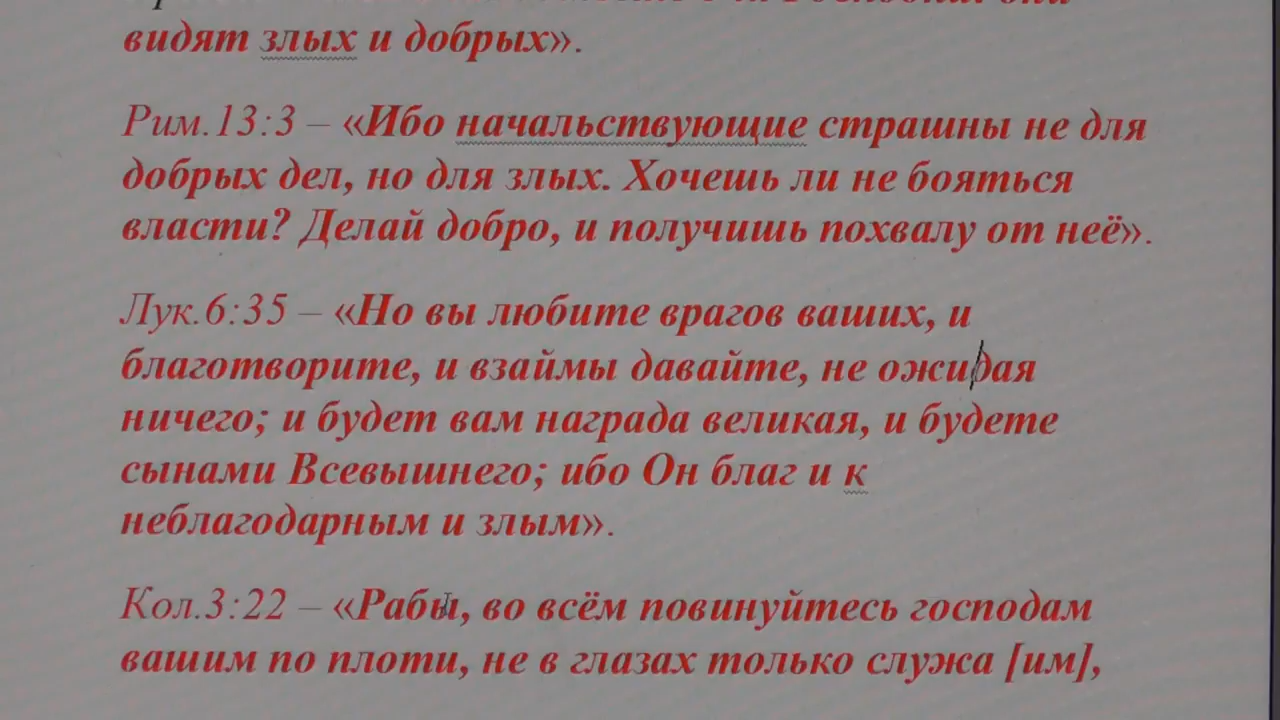 видят злых и добрых».
Рим.13:3 – «Ибо начальствующие страшны не для
добрых дел, но для злых. Хочешь ли не бояться
власти? Делай добро, и получишь похвалу от неё».
Лук.6:35 – «Но вы любите врагов ваших, и
благотворите, и взаймы давайте, не ожидая
ничего; и будет вам награда великая, и будете
сынами Всевышнего; ибо Он благ и к
неблагодарным и злым».
Кол.3:22 – «Рабы, во всём повинуйтесь господам
вашим по плоти, не в глазах только служа [им],